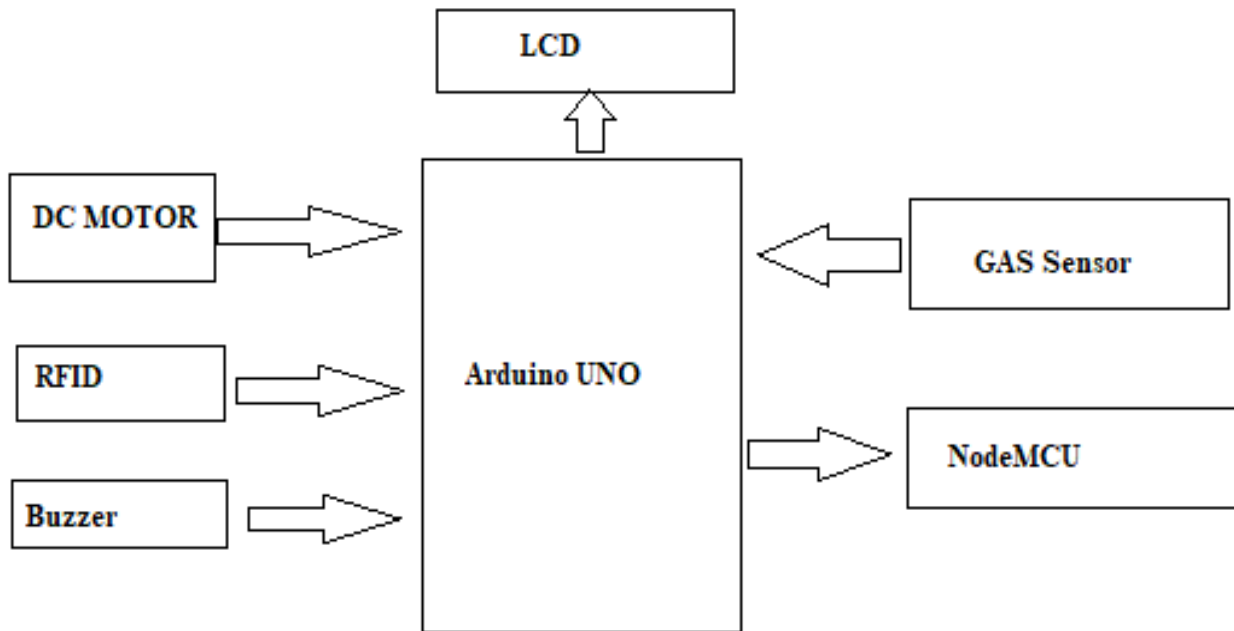 LCD
DC MOTOR
GAS Sensor
RFID
Arduino UNO
NodeMCU
Buzzer